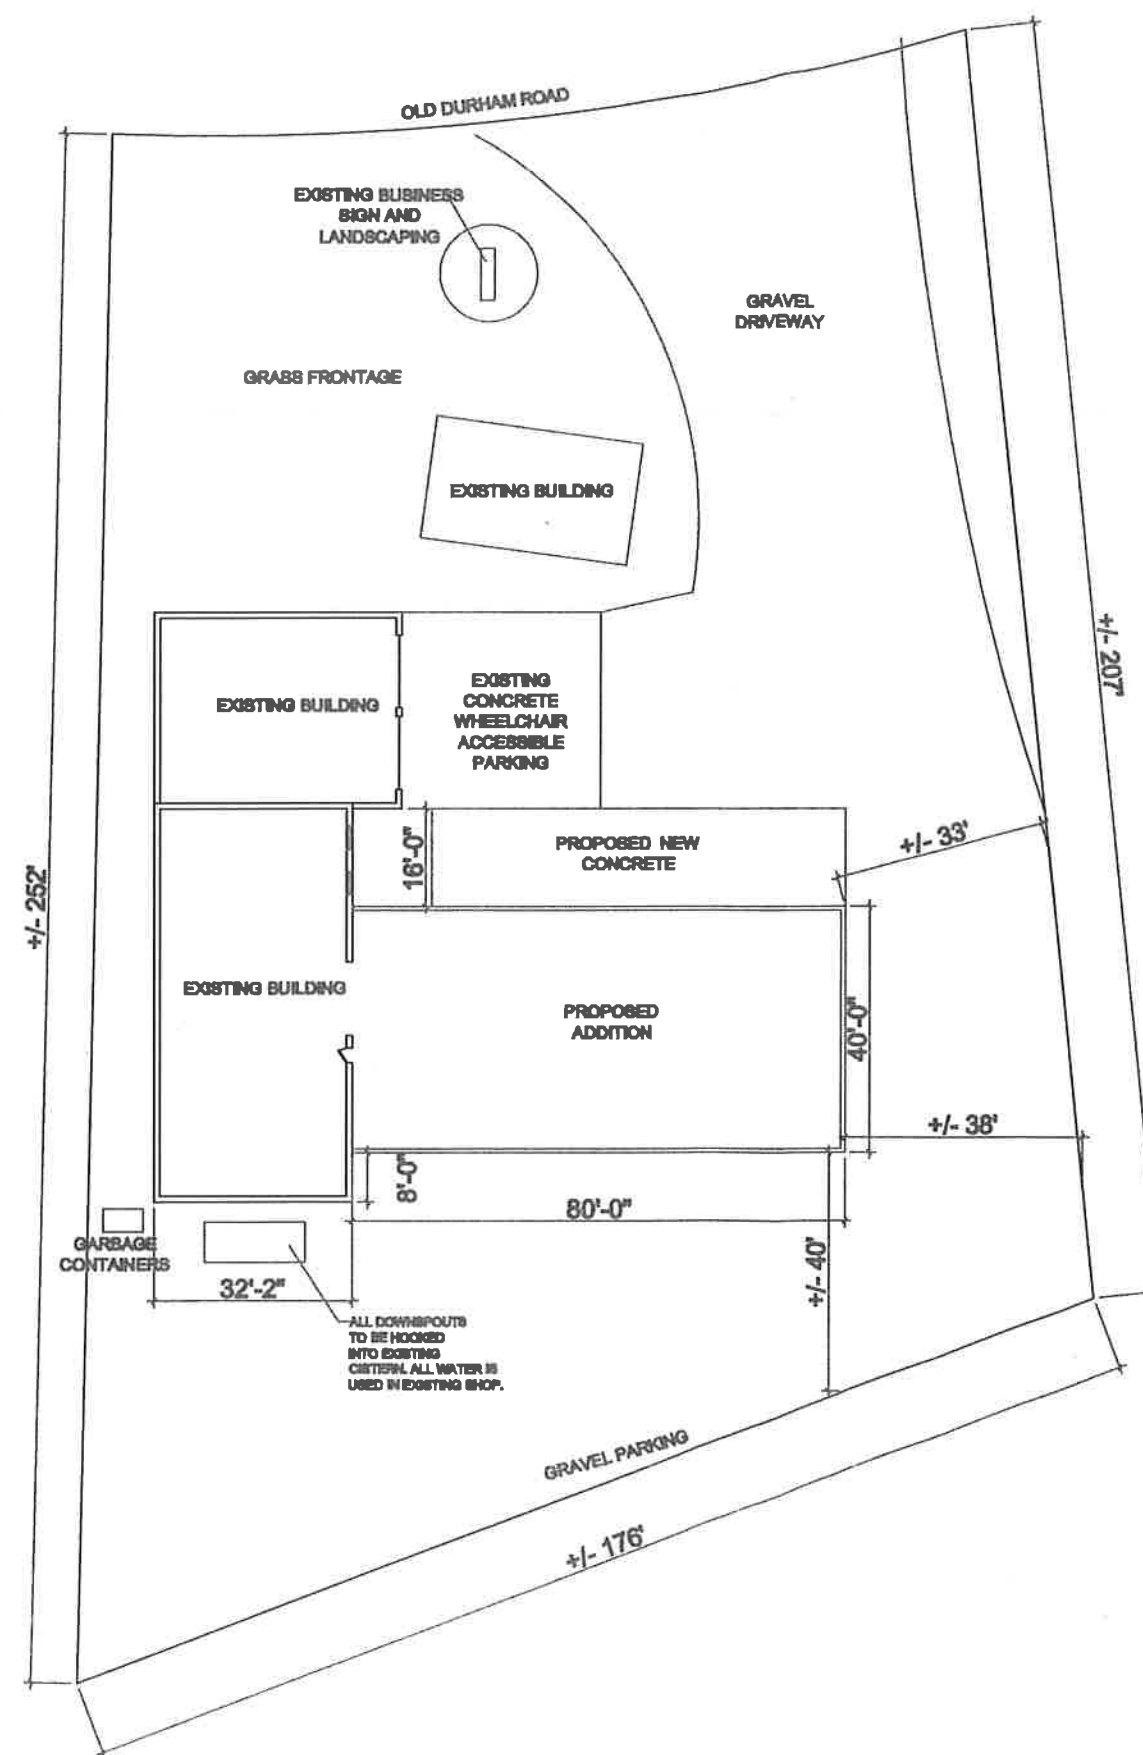 OLD DURHAM ROAD
EXISTING BUSINESS
SIGN AND
LANDSCAPING
GRAVEL
DRIVEWAY
GRASS FRONTAGE
EXISTING BUILDING
+/- 207'
EXISTING BUILDING
EXISTING
CONCRETE
WHEELCHAIR
ACCESSIBLE
PARKING
+/- 252'
16'-0"
PROPOSED NEW
CONCRETE
+/- 33'
EXISTING BUILDING
PROPOSED
ADDITION
40'-0"
+/- 38'
8'-0"
80'-0"
+/- 40'
GARBAGE
CONTAINERS
32'-2"
ALL DOWNSPOUTS
TO BE HOOKED
INTO EXISTING
CISTERN. ALL WATER IS
USED IN EXISTING SHOP.
GRAVEL PARKING
+/- 176'